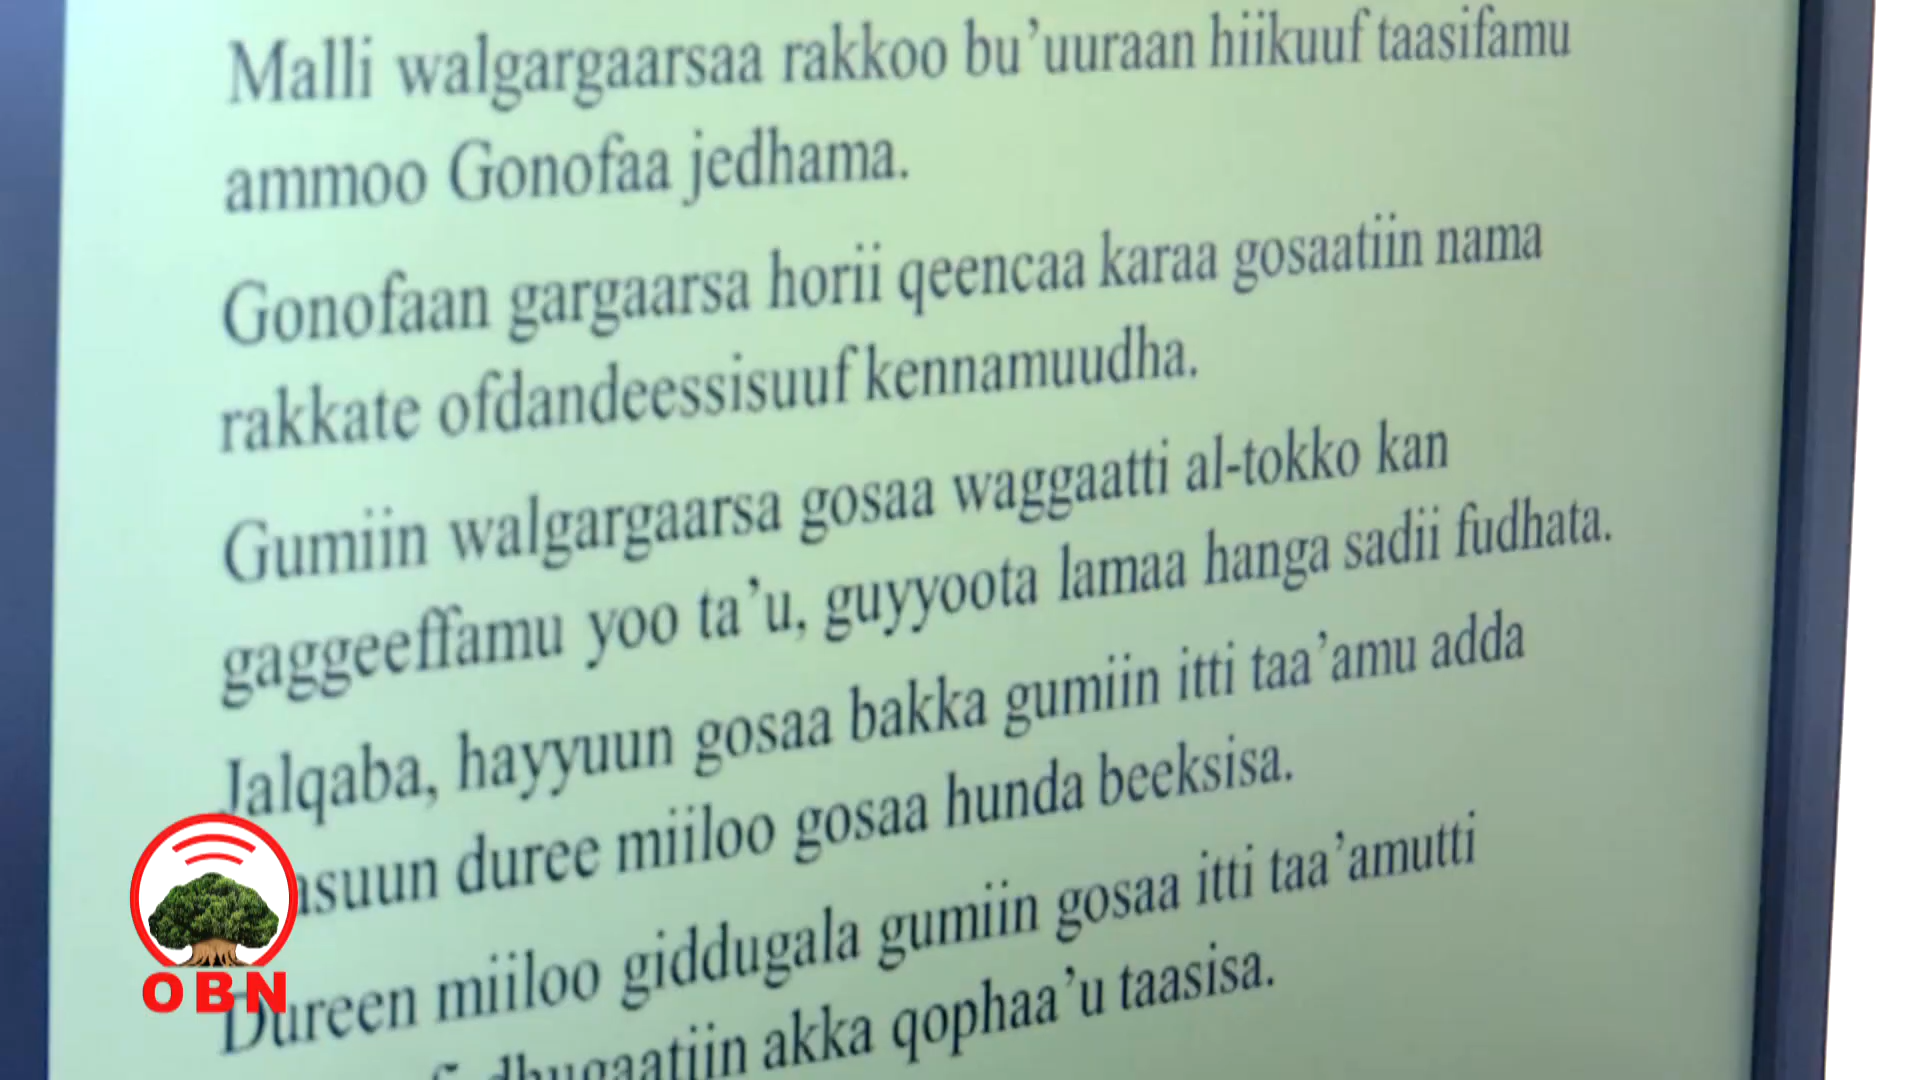 Malli walgargaarsaa rakkoo bu’uuraan hiikuuf taasifamu
ammoo Gonofaa jedhama.
Gonofaan gargaarsa horii qeencaa karaa gosaatiin nama
rakkate ofdandeessisuuf kennamuudha.
Gumiin walgargaarsa gosaa waggaatti al-tokko kan
gaggeeffamu yoo ta’u, guyyoota lamaa hanga sadii fudhata.
Jalqaba, hayyuun gosaa bakka gumiin itti taa’amu adda
duree miiloo gosaa hunda beeksisa.
Dureen miiloo giddugala gumiin gosaa itti taa’amutti
akka qophaa’u taasisa.
OBN